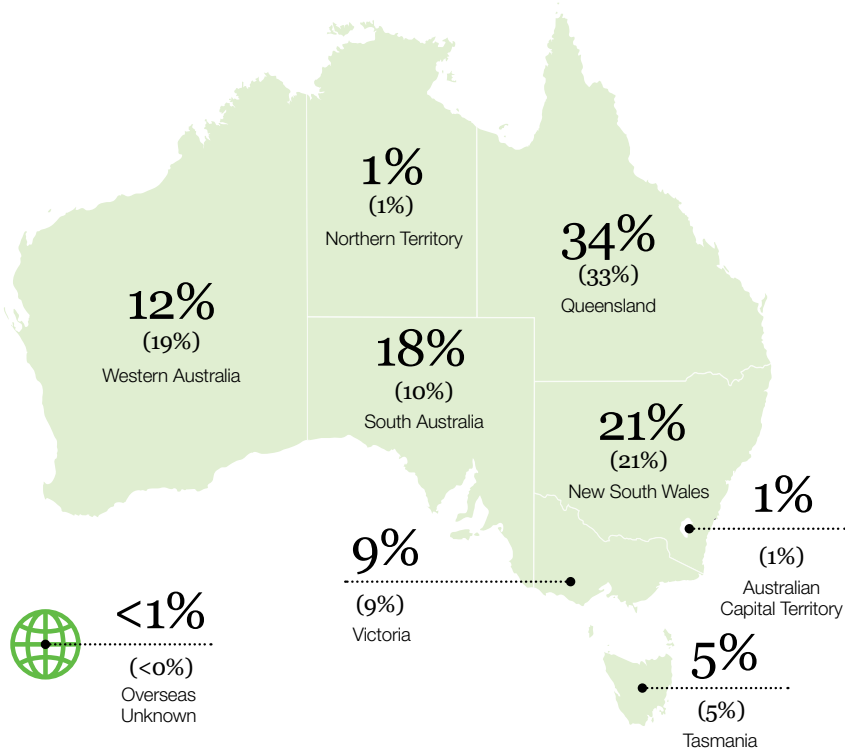 1%
(1%)
Northern Territory
34%
(33%)
Queensland
12%
(19%)
Western Australia
18%
(10%)
South Australia
21%
(21%)
New South Wales
1%
(1%)
Australian
Capital Territory
9%
(9%)
Victoria
<1%
(<0%)
Overseas
Unknown
5%
(5%)
Tasmania